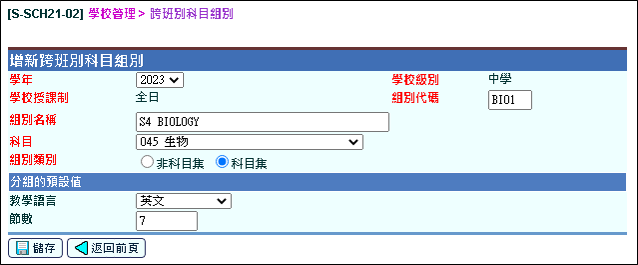 [S-SCH21-02] 學校管理 > 跨班別科目組別
增新跨班別科目組別
學年 2023 學校級別 中學
學校授課制 全日 組別代碼 BIO1
組別名稱 S4 BIOLOGY
科目 045 生物
組別類別 非科目集 科目集
分組的預設值
教學語言 英文
節數 7
儲存 返回前頁